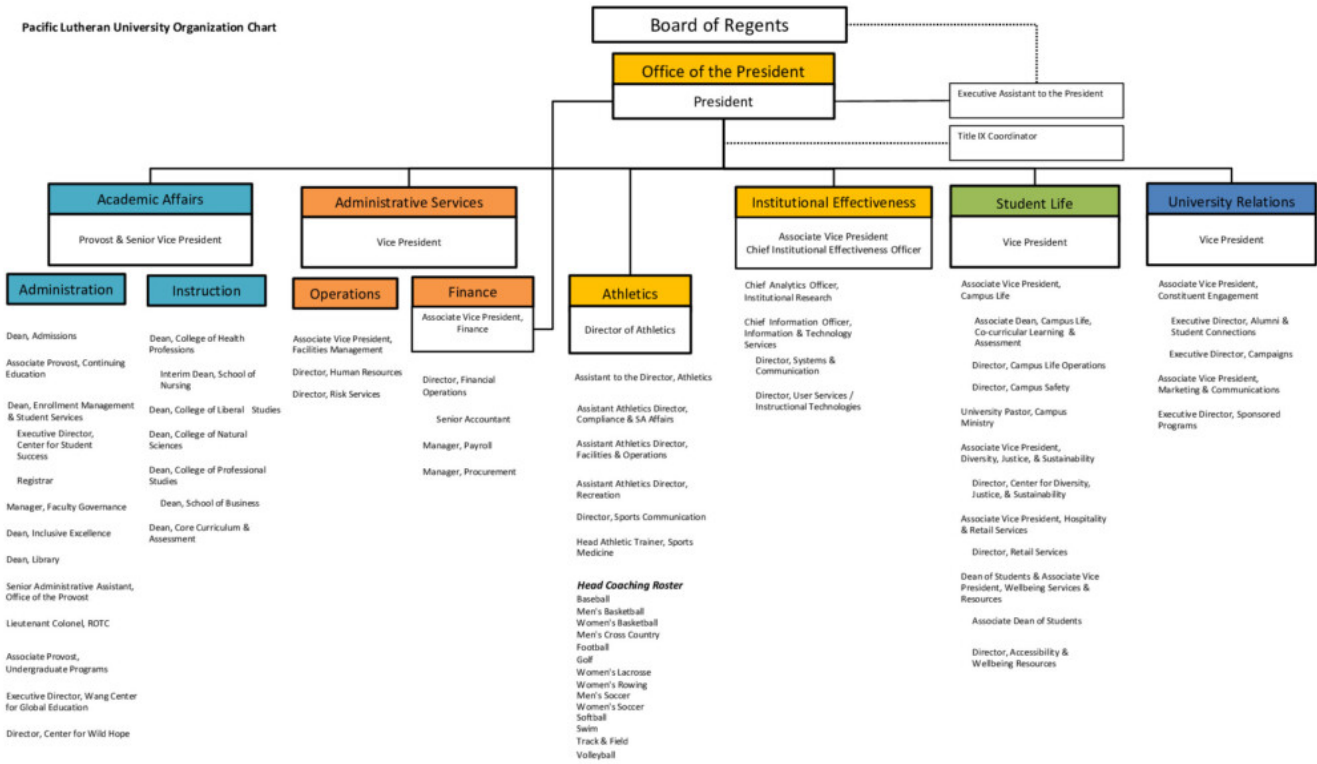 Pacific Lutheran University Organization Chart
Board of Regents
Office of the President
President
Executive Assistant to the President
Title IX Coordinator
Academic Affairs
Provost & Senior Vice President
Administration
Dean, Admissions
Associate Provost, Continuing
Education
Dean, Enrollment Management
& Student Services
Executive Director,
Center for Student
Success
Registrar
Manager, Faculty Governance
Dean, Inclusive Excellence
Dean, Library
Senior Administrative Assistant,
Office of the Provost
Lieutenant Colonel, ROTC
Associate Provost,
Undergraduate Programs
Executive Director, Wang Center
for Global Education
Director, Center for Wild Hope
Instruction
Dean, College of Health
Professions
Interim Dean, School of
Nursing
Dean, College of Liberal Studies
Dean, College of Natural
Sciences
Dean, College of Professional
Studies
Dean, School of Business
Dean, Core Curriculum &
Assessment
Administrative Services
Vice President
Operations
Associate Vice President,
Facilities Management
Director, Human Resources
Director, Risk Services
Finance
Associate Vice President,
Finance
Director, Financial
Operations
Senior Accountant
Manager, Payroll
Manager, Procurement
Athletics
Director of Athletics
Assistant to the Director, Athletics
Assistant Athletics Director,
Compliance & SA Affairs
Assistant Athletics Director,
Facilities & Operations
Assistant Athletics Director,
Recreation
Director, Sports Communication
Head Athletic Trainer, Sports
Medicine
Head Coaching Roster
Baseball
Men's Basketball
Women's Basketball
Men's Cross Country
Football
Golf
Women's Lacrosse
Women's Rowing
Men's Soccer
Women's Soccer
Softball
Swim
Track & Field
Volleyball
Institutional Effectiveness
Associate Vice President
Chief Institutional Effectiveness Officer
Chief Analytics Officer,
Institutional Research
Chief Information Officer,
Information & Technology
Services
Director, Systems &
Communication
Director, User Services /
Instructional Technologies
Student Life
Vice President
Associate Vice President,
Campus Life
Associate Dean, Campus Life,
Co-curricular Learning &
Assessment
Director, Campus Life Operations
Director, Campus Safety
University Pastor, Campus
Ministry
Associate Vice President,
Diversity, Justice, & Sustainability
Director, Center for Diversity,
Justice, & Sustainability
Associate Vice President, Hospitality
& Retail Services
Director, Retail Services
Dean of Students & Associate Vice
President, Wellbeing Services &
Resources
Associate Dean of Students
Director, Accessibility &
Wellbeing Resources
University Relations
Vice President
Associate Vice President,
Constituent Engagement
Executive Director, Alumni &
Student Connections
Executive Director, Campaigns
Associate Vice President,
Marketing & Communications
Executive Director, Sponsored
Programs